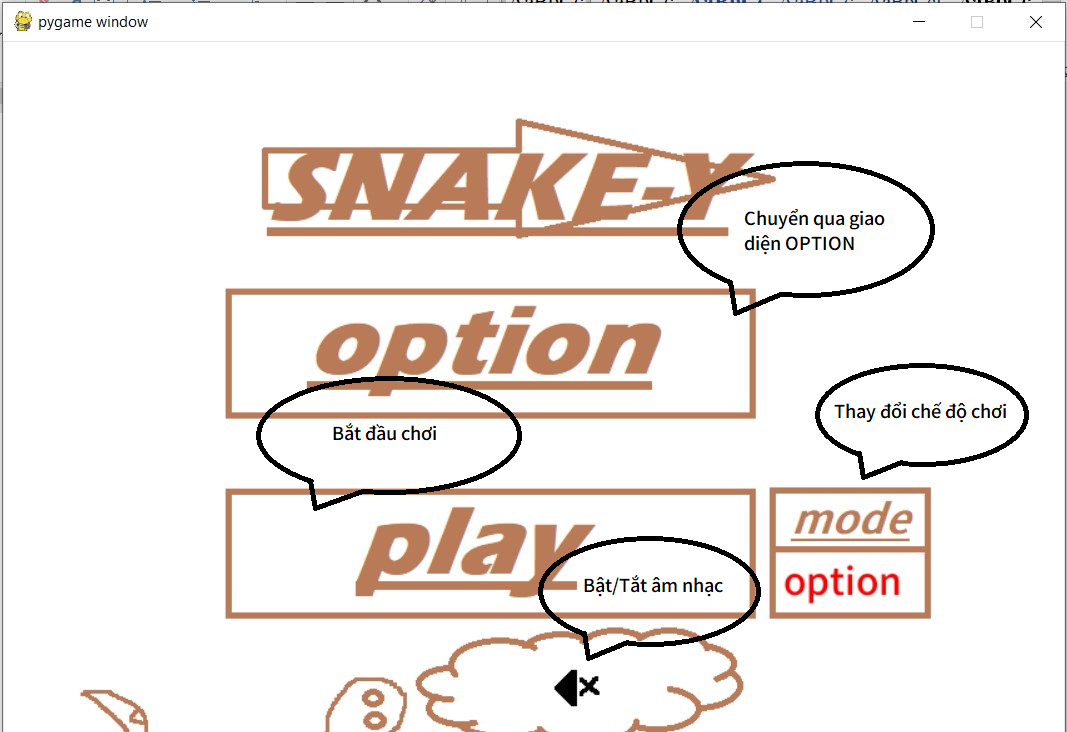 pygame window
SNAKE-Y
Chuyển qua giao
diện OPTION
option
Thay đổi chế độ chơi
Bắt đầu chơi
play
mode
option
Bật/Tắt âm nhạc